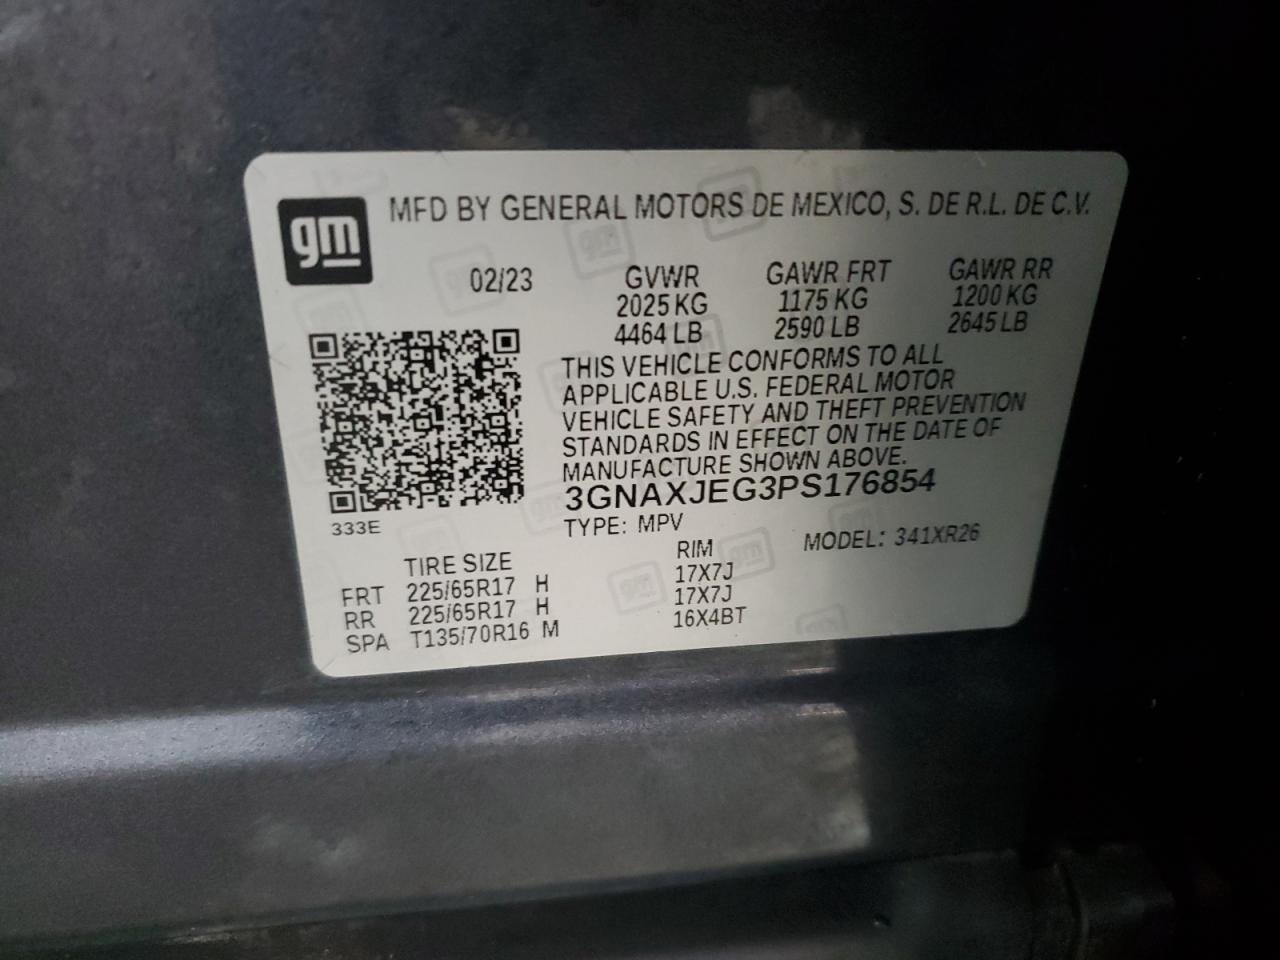 gm MFD BY GENERAL MOTORS DE MEXICO, S. DE R.L. DE C.V.
02/23 GVWR GAWR FRT GAWR RR
2025 KG 1175 KG 1200 KG
4464 LB 2590 LB 2645 LB
THIS VEHICLE CONFORMS TO ALL
APPLICABLE U.S. FEDERAL MOTOR
VEHICLE SAFETY AND THEFT PREVENTION
STANDARDS IN EFFECT ON THE DATE OF
MANUFACTURE SHOWN ABOVE.
3GNAXJEG3PS176854
333E
TYPE: MPV MODEL: 341XR26
TIRE SIZE RIM
FRT 225/65R17 H 17X7J
RR 225/65R17 H 17X7J
SPA T135/70R16 M 16X4BT